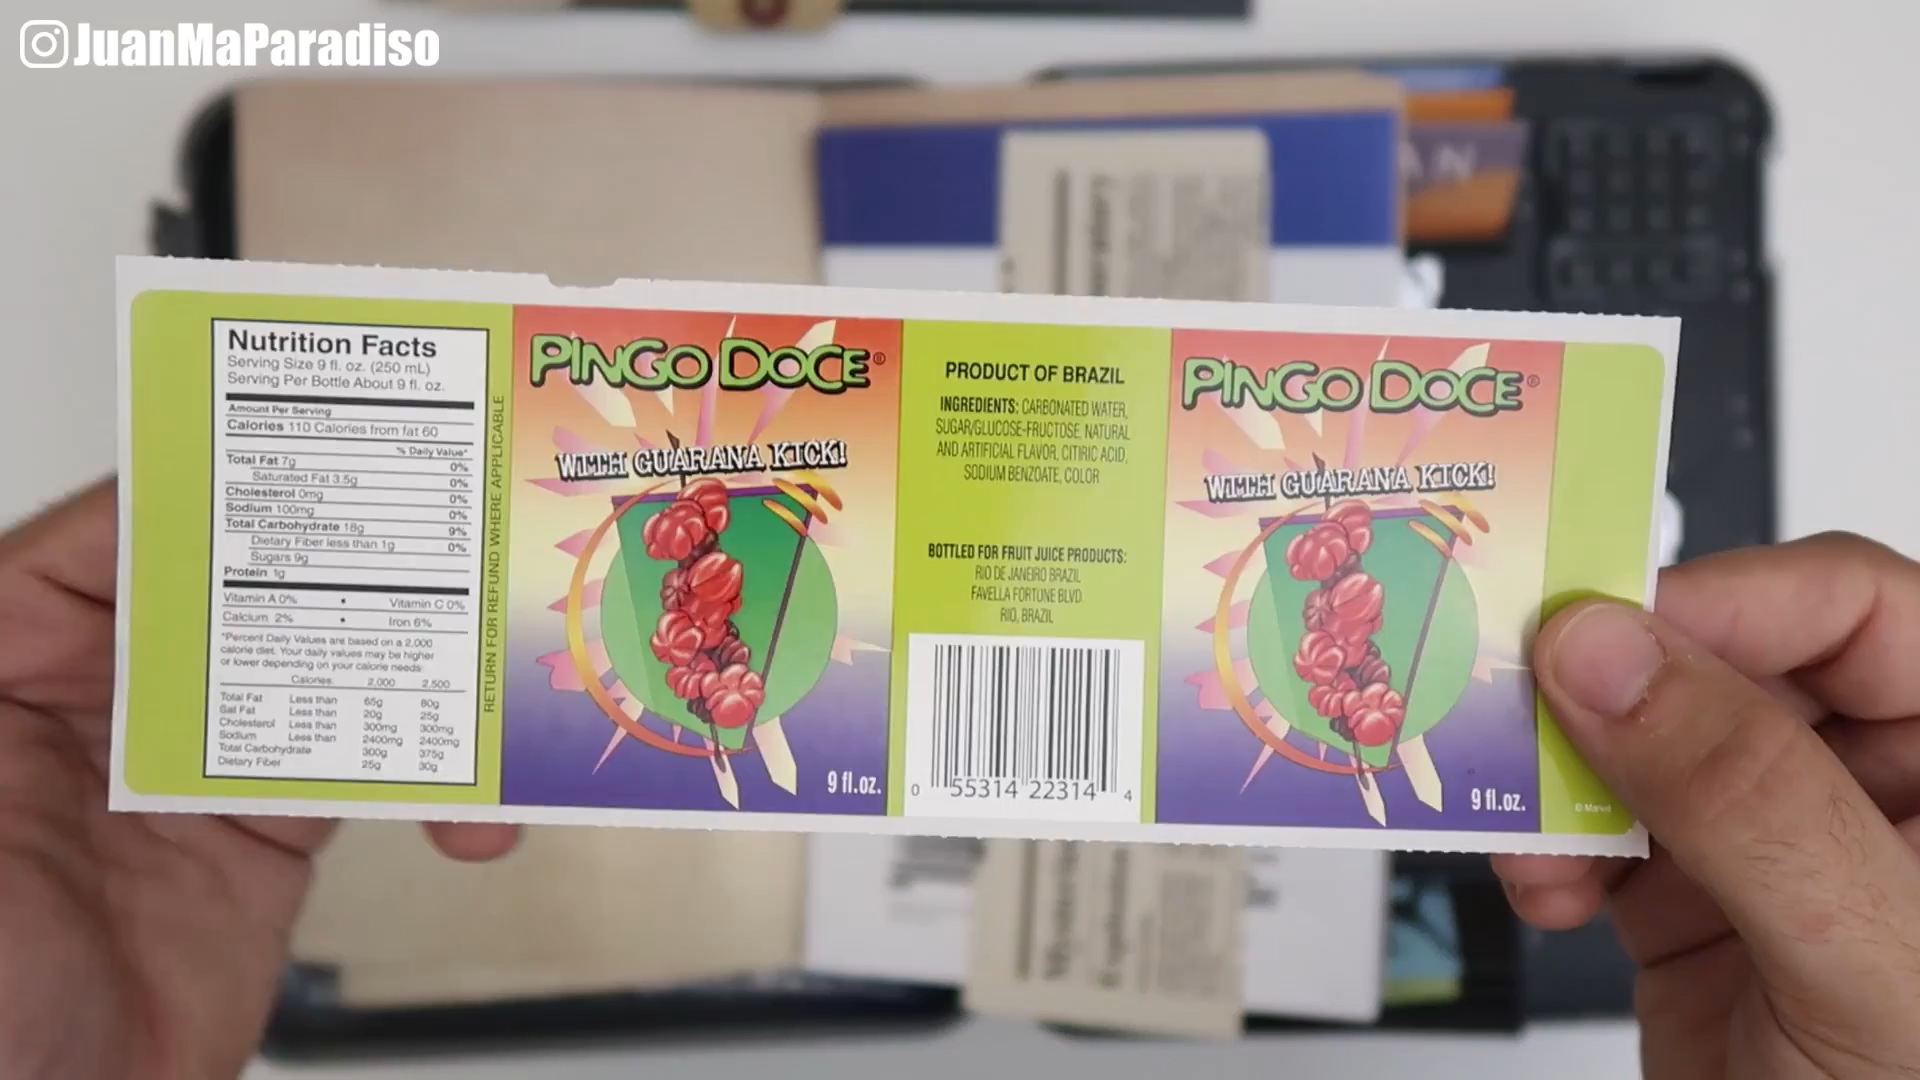 JuanMaParadiso
AN
Nutrition Facts
Serving Size 9 fl. oz. (250 mL)
Serving Per Bottle About 9 fl. oz.
Amount Per Serving
Calories 110 Calories from fat 60
% Daily Value*
Total Fat 7g 0%
Saturated Fat 3.5g 0%
Cholesterol 0mg 0%
Sodium 100mg 0%
Total Carbohydrate 18g 9%
Dietary Fiber less than 1g 0%
Sugars 9g
Protein 1g
Vitamin A 0% • Vitamin C 0%
Calcium 2% • Iron 6%
*Percent Daily Values are based on a 2,000
calorie diet. Your daily values may be higher
or lower depending on your calorie needs:
Calories: 2,000 2,500
Total Fat Less than 65g 80g
Sat Fat Less than 20g 25g
Cholesterol Less than 300mg 300mg
Sodium Less than 2400mg 2400mg
Total Carbohydrate 300g 375g
Dietary Fiber 25g 30g
RETURN FOR REFUND WHERE APPLICABLE
PINGO DOCE®
WITH GUARANA KICK!
9 fl.oz.
PRODUCT OF BRAZIL
INGREDIENTS: CARBONATED WATER,
SUGAR/GLUCOSE-FRUCTOSE, NATURAL
AND ARTIFICIAL FLAVOR, CITIRIC ACID,
SODIUM BENZOATE, COLOR
BOTTLED FOR FRUIT JUICE PRODUCTS:
RIO DE JANEIRO BRAZIL
FAVELLA FORTUNE BLVD.
RIO, BRAZIL
0 55314 22314 4
PINGO DOCE®
WITH GUARANA KICK!
9 fl.oz.
© Marvel